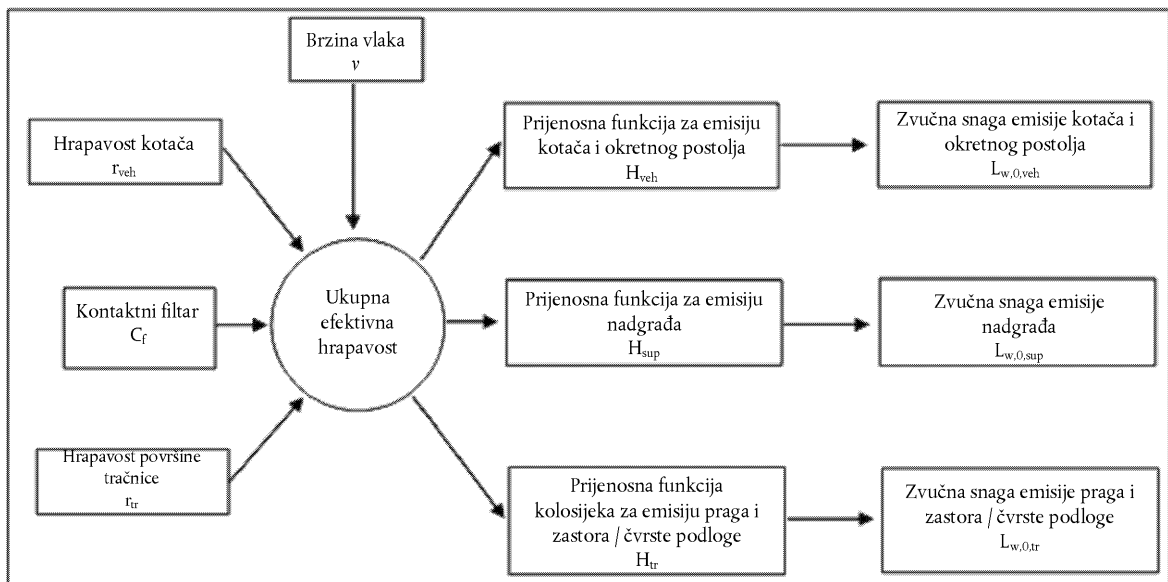 Brzina vlaka
v
Hrapavost kotača
r_veh
Prijenosna funkcija za emisiju
kotača i okretnog postolja
H_veh
Zvučna snaga emisije kotača i
okretnog postolja
L_w,0,veh
Kontaktni filtar
C_f
Ukupna
efektivna
hrapavost
Prijenosna funkcija za emisiju
nadgrađa
H_sup
Zvučna snaga emisije
nadgrađa
L_w,0,sup
Hrapavost površine
tračnice
r_tr
Prijenosna funkcija
kolosijeka za emisiju praga i
zastora / čvrste podloge
H_tr
Zvučna snaga emisije praga i
zastora / čvrste podloge
L_w,0,tr